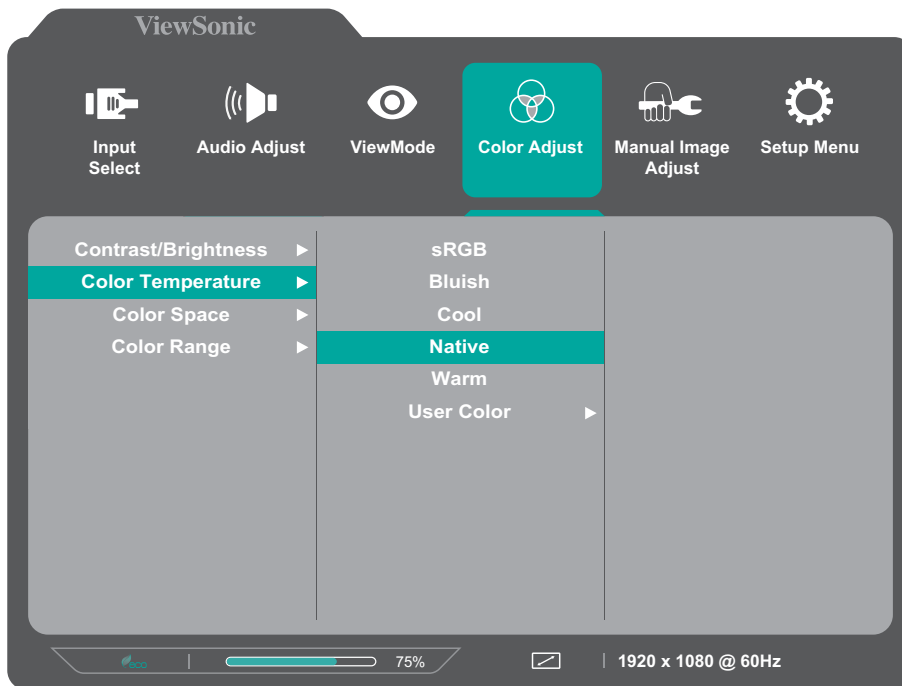 ViewSonic
Input Select
Audio Adjust
ViewMode
Color Adjust
Manual Image Adjust
Setup Menu
Contrast/Brightness
Color Temperature
Color Space
Color Range
sRGB
Bluish
Cool
Native
Warm
User Color
eco
75%
1920 x 1080 @ 60Hz